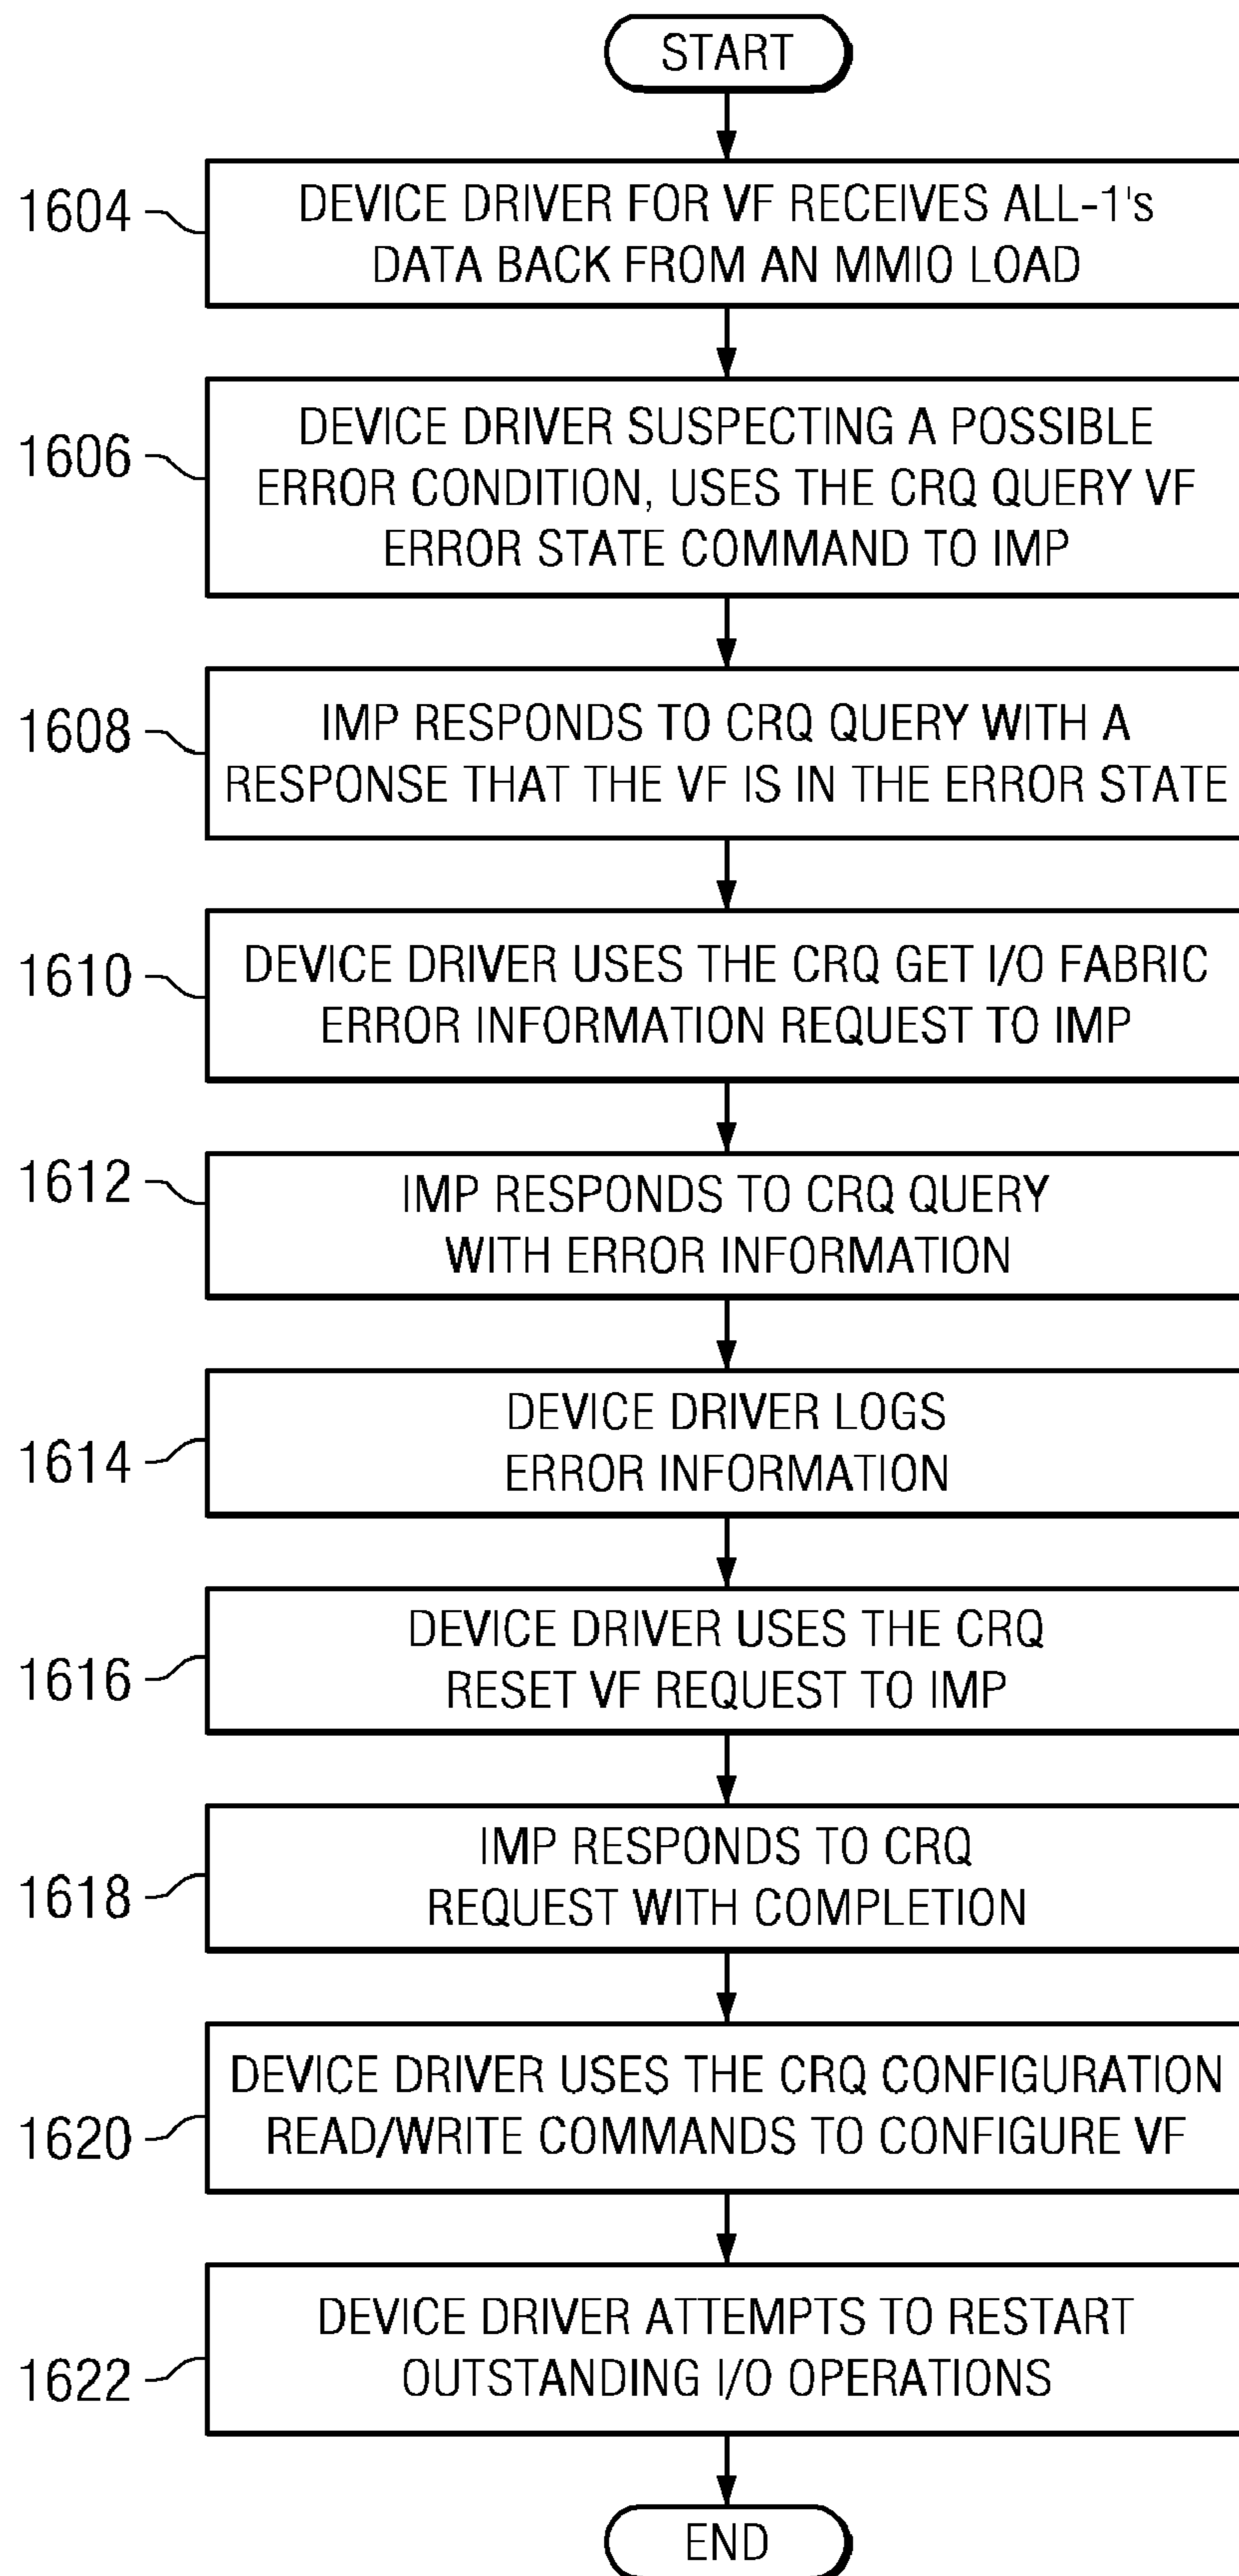 START
1604
DEVICE DRIVER FOR VF RECEIVES ALL-1's
DATA BACK FROM AN MMIO LOAD
1606
DEVICE DRIVER SUSPECTING A POSSIBLE
ERROR CONDITION, USES THE CRQ QUERY VF
ERROR STATE COMMAND TO IMP
1608
IMP RESPONDS TO CRQ QUERY WITH A
RESPONSE THAT THE VF IS IN THE ERROR STATE
1610
DEVICE DRIVER USES THE CRQ GET I/O FABRIC
ERROR INFORMATION REQUEST TO IMP
1612
IMP RESPONDS TO CRQ QUERY
WITH ERROR INFORMATION
1614
DEVICE DRIVER LOGS
ERROR INFORMATION
1616
DEVICE DRIVER USES THE CRQ
RESET VF REQUEST TO IMP
1618
IMP RESPONDS TO CRQ
REQUEST WITH COMPLETION
1620
DEVICE DRIVER USES THE CRQ CONFIGURATION
READ/WRITE COMMANDS TO CONFIGURE VF
1622
DEVICE DRIVER ATTEMPTS TO RESTART
OUTSTANDING I/O OPERATIONS
END